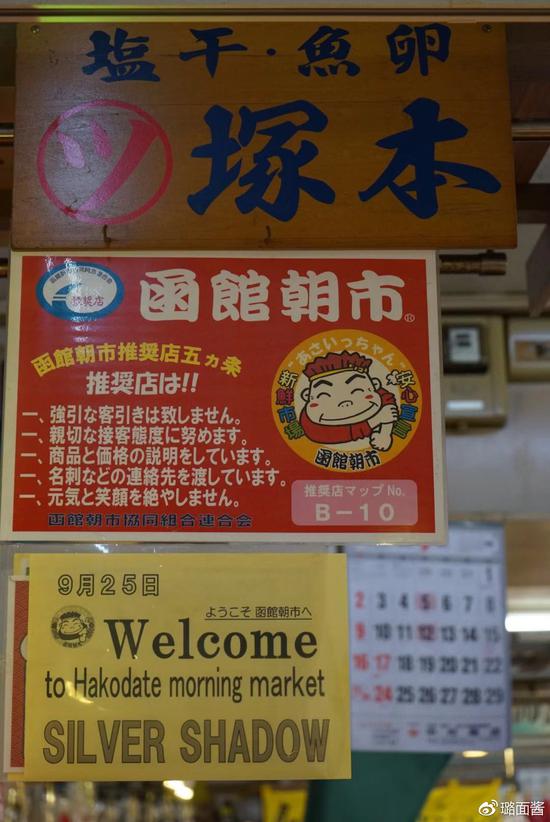 塩干・魚卵
ツ 塚本
推奨店
函館朝市®
函館朝市推奨店五ヵ条
推奨店は!!
一、強引な客引きは致しません。
一、親切な接客態度に努めます。
一、商品と価格の説明をしています。
一、名刺などの連絡先を渡しています。
一、元気と笑顔を絶やしません。
函館朝市協同組合連合会
あさいっちゃん
新鮮市場
安心宣言
函館朝市
推奨店マップNo.
B-10
9月25日
ようこそ 函館朝市へ
Welcome
to Hakodate morning market
SILVER SHADOW
1
2 3 4 5 6 7 8
9 10 11 12 13 14 15
16 17 18 19 20 21 22
24 25 26 27 28 29
璐面酱